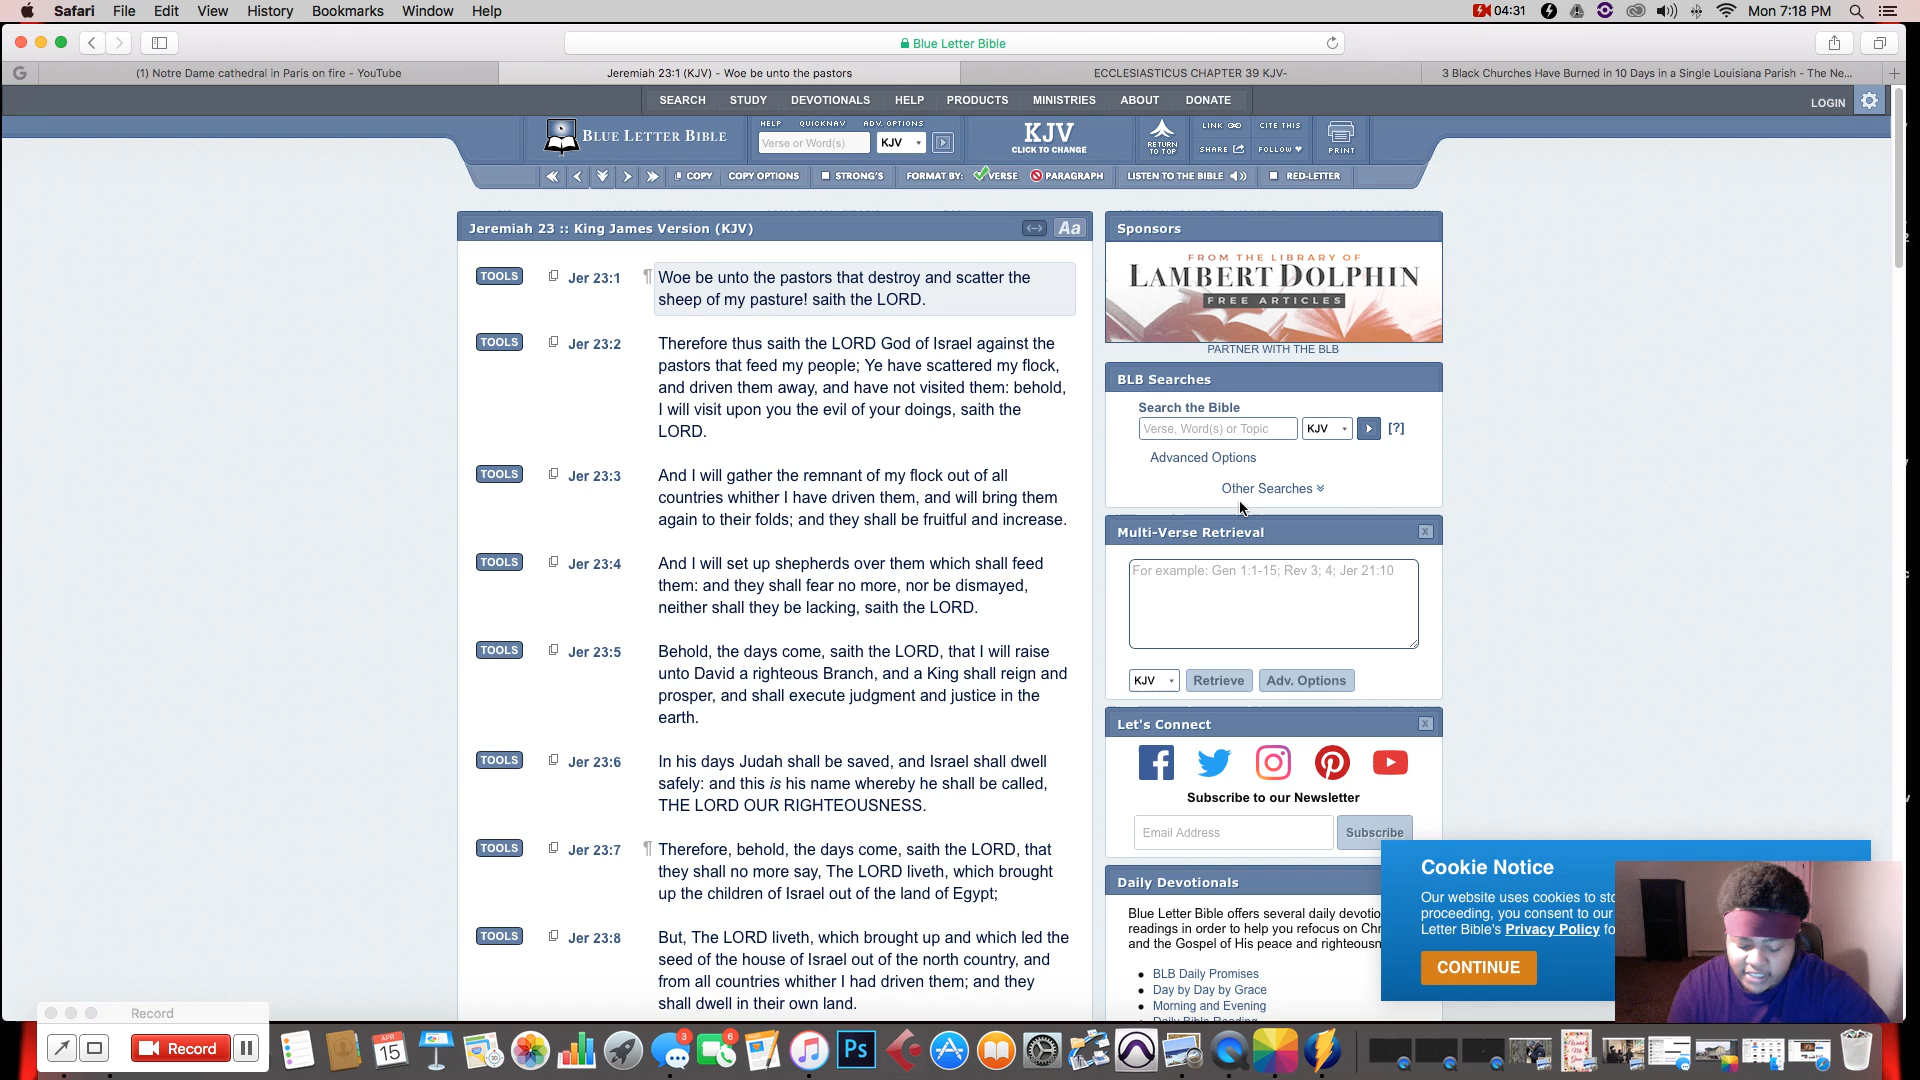 Safari File Edit View History Bookmarks Window Help 04:31 Mon 7:18 PM
Blue Letter Bible
(1) Notre Dame cathedral in Paris on fire - YouTube
Jeremiah 23:1 (KJV) - Woe be unto the pastors
ECCLESIASTICUS CHAPTER 39 KJV-
3 Black Churches Have Burned in 10 Days in a Single Louisiana Parish - The Ne...
SEARCH STUDY DEVOTIONALS HELP PRODUCTS MINISTRIES ABOUT DONATE
LOGIN
BLUE LETTER BIBLE
HELP QUICKNAV ADV. OPTIONS
Verse or Word(s) KJV
KJV
CLICK TO CHANGE
RETURN
TO TOP
LINK CITE THIS
SHARE FOLLOW
PRINT
COPY COPY OPTIONS STRONG'S FORMAT BY: VERSE PARAGRAPH LISTEN TO THE BIBLE RED-LETTER
Jeremiah 23 :: King James Version (KJV) Aa
TOOLS Jer 23:1 ¶ Woe be unto the pastors that destroy and scatter the
sheep of my pasture! saith the LORD.
TOOLS Jer 23:2 Therefore thus saith the LORD God of Israel against the
pastors that feed my people; Ye have scattered my flock,
and driven them away, and have not visited them: behold,
I will visit upon you the evil of your doings, saith the
LORD.
TOOLS Jer 23:3 And I will gather the remnant of my flock out of all
countries whither I have driven them, and will bring them
again to their folds; and they shall be fruitful and increase.
TOOLS Jer 23:4 And I will set up shepherds over them which shall feed
them: and they shall fear no more, nor be dismayed,
neither shall they be lacking, saith the LORD.
TOOLS Jer 23:5 Behold, the days come, saith the LORD, that I will raise
unto David a righteous Branch, and a King shall reign and
prosper, and shall execute judgment and justice in the
earth.
TOOLS Jer 23:6 In his days Judah shall be saved, and Israel shall dwell
safely: and this is his name whereby he shall be called,
THE LORD OUR RIGHTEOUSNESS.
TOOLS Jer 23:7 ¶ Therefore, behold, the days come, saith the LORD, that
they shall no more say, The LORD liveth, which brought
up the children of Israel out of the land of Egypt;
TOOLS Jer 23:8 But, The LORD liveth, which brought up and which led the
seed of the house of Israel out of the north country, and
from all countries whither I had driven them; and they
shall dwell in their own land.
Sponsors
FROM THE LIBRARY OF
LAMBERT DOLPHIN
FREE ARTICLES
PARTNER WITH THE BLB
BLB Searches
Search the Bible
Verse, Word(s) or Topic KJV [?]
Advanced Options
Other Searches
Multi-Verse Retrieval x
For example: Gen 1:1-15; Rev 3; 4; Jer 21:10
KJV Retrieve Adv. Options
Let's Connect x
Subscribe to our Newsletter
Email Address Subscribe
Daily Devotionals
Blue Letter Bible offers several daily devotio
readings in order to help you refocus on Chr
and the Gospel of His peace and righteousn
BLB Daily Promises
Day by Day by Grace
Morning and Evening
Cookie Notice
Our website uses cookies to sto
proceeding, you consent to our
Letter Bible's Privacy Policy fo
CONTINUE
Record
Record
APR
15
3
6
Ps